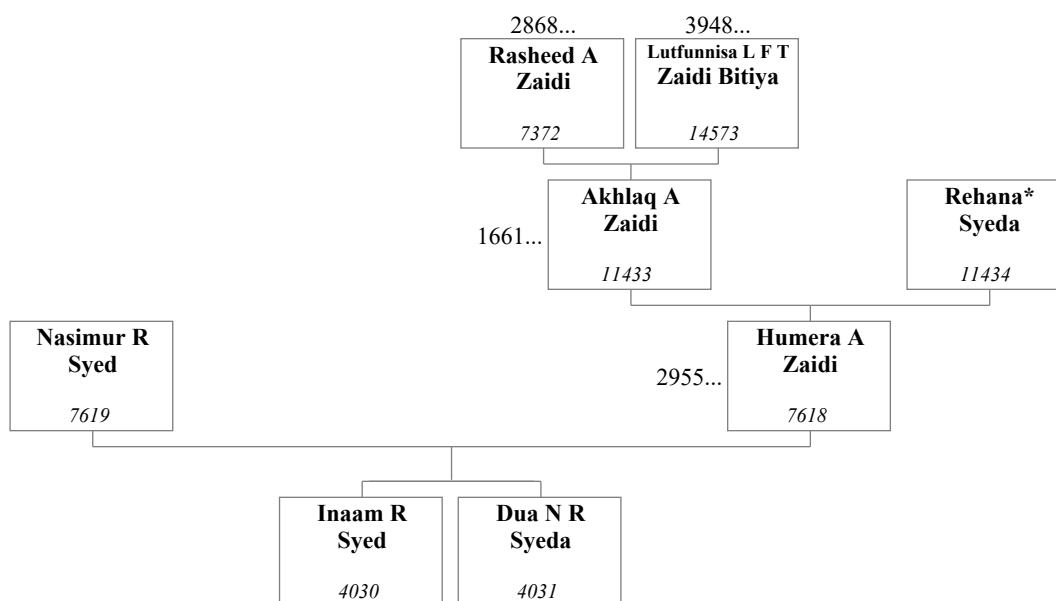 2868...
3948...
Rasheed A
Zaidi
7372
Lutfunnisa L F T
Zaidi Bitiya
14573
Akhlaq A
Zaidi
11433
1661...
Rehana*
Syeda
11434
Nasimur R
Syed
7619
Humera A
Zaidi
7618
2955...
Inaam R
Syed
4030
Dua N R
Syeda
4031